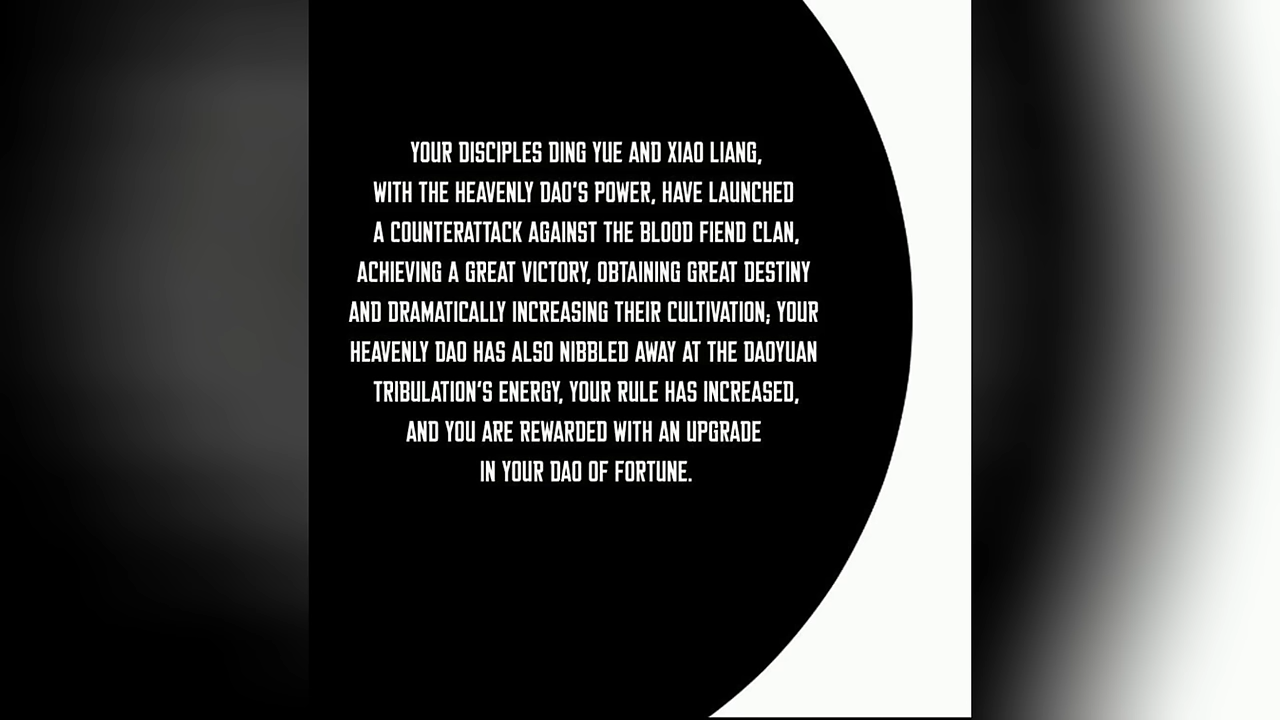 YOUR DISCIPLES DING YUE AND XIAO LIANG,
WITH THE HEAVENLY DAO'S POWER, HAVE LAUNCHED
A COUNTERATTACK AGAINST THE BLOOD FIEND CLAN,
ACHIEVING A GREAT VICTORY, OBTAINING GREAT DESTINY
AND DRAMATICALLY INCREASING THEIR CULTIVATION; YOUR
HEAVENLY DAO HAS ALSO NIBBLED AWAY AT THE DAOYUAN
TRIBULATION'S ENERGY, YOUR RULE HAS INCREASED,
AND YOU ARE REWARDED WITH AN UPGRADE
IN YOUR DAO OF FORTUNE.